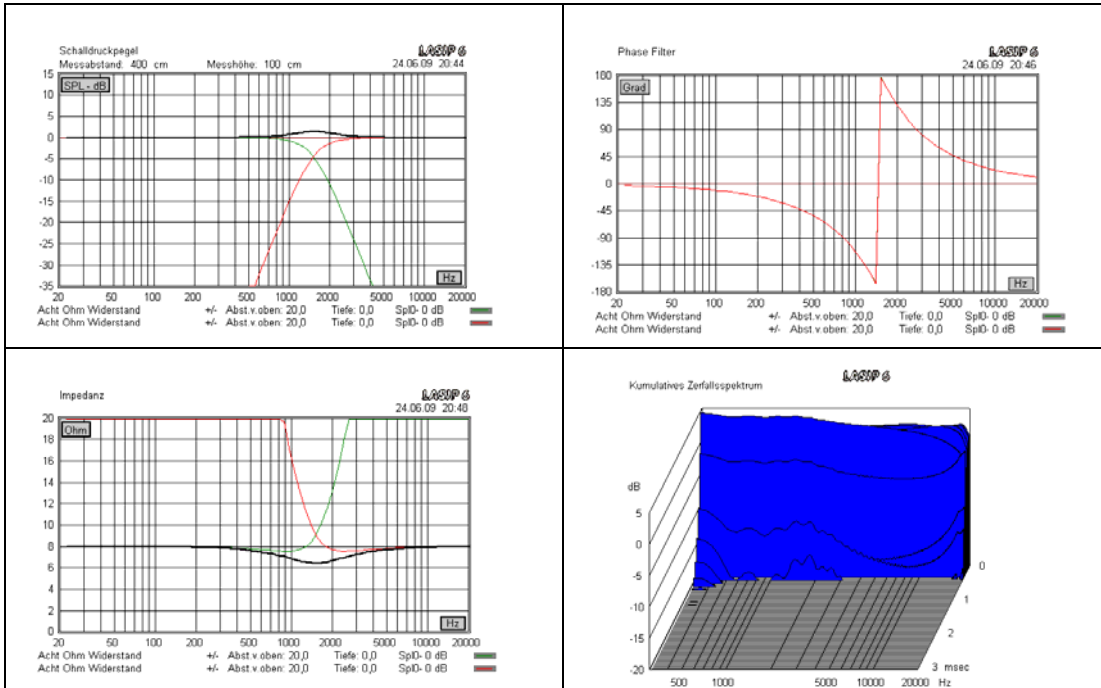 Schalldruckpegel LASIP 6
Messabstand: 400 cm Messhöhe: 100 cm 24.06.09 20:44
15
SPL - dB
10
5
0
-5
-10
-15
-20
-25
-30
-35
Hz
20 50 100 200 500 1000 2000 5000 10000 20000
Acht Ohm Widerstand +/- Abst.v.oben: 20,0 Tiefe: 0,0 Spl0- 0 dB
Acht Ohm Widerstand +/- Abst.v.oben: 20,0 Tiefe: 0,0 Spl0- 0 dB
Phase Filter LASIP 6
24.06.09 20:46
180
Grad
135
90
45
0
-45
-90
-135
-180
Hz
20 50 100 200 500 1000 2000 5000 10000 20000
Acht Ohm Widerstand +/- Abst.v.oben: 20,0 Tiefe: 0,0 Spl0- 0 dB
Acht Ohm Widerstand +/- Abst.v.oben: 20,0 Tiefe: 0,0 Spl0- 0 dB
Impedanz LASIP 6
24.06.09 20:48
20
Ohm
18
16
14
12
10
8
6
4
2
0
Hz
20 50 100 200 500 1000 2000 5000 10000 20000
Acht Ohm Widerstand +/- Abst.v.oben: 20,0 Tiefe: 0,0 Spl0- 0 dB
Acht Ohm Widerstand +/- Abst.v.oben: 20,0 Tiefe: 0,0 Spl0- 0 dB
LASIP 6
Kumulatives Zerfallsspektrum
dB
5
0
-5
-10
-15
-20
0
1
2
3 msec
500 1000 5000 10000 20000 Hz